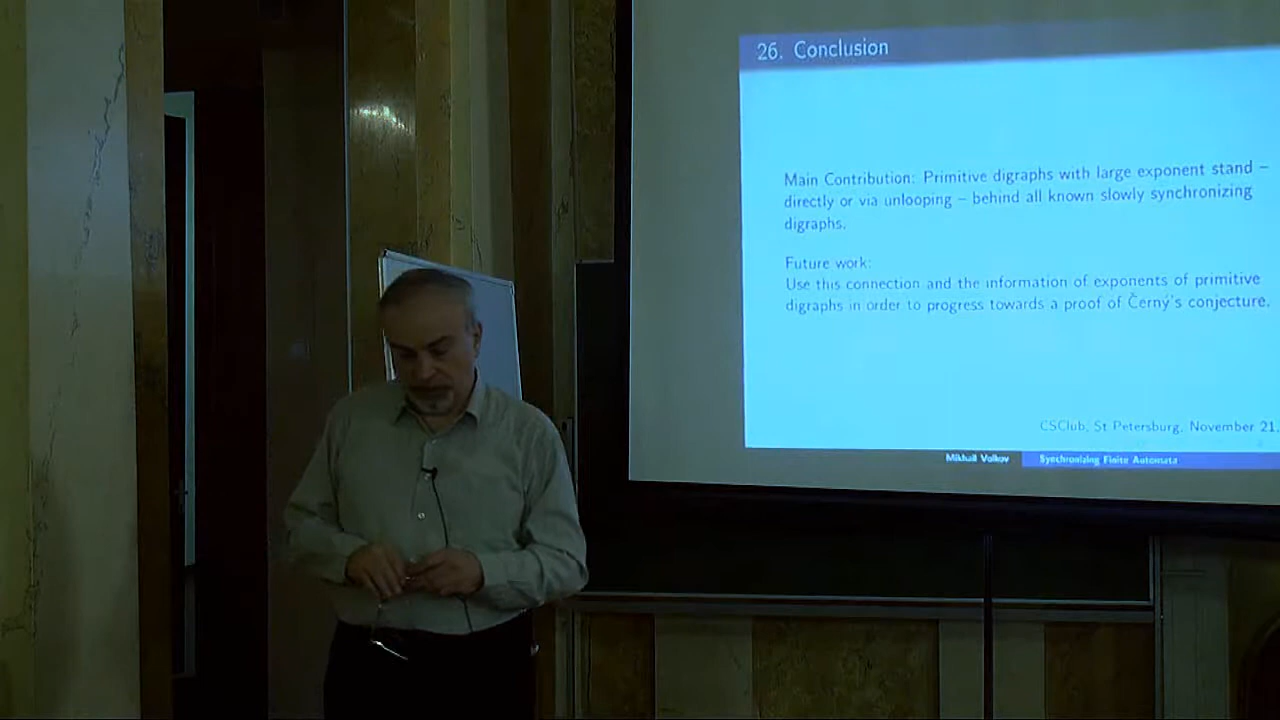 26. Conclusion
Main Contribution: Primitive digraphs with large exponent stand –
directly or via unlooping – behind all known slowly synchronizing
digraphs.
Future work:
Use this connection and the information of exponents of primitive
digraphs in order to progress towards a proof of Černý's conjecture.
CSClub, St Petersburg, November 21,
Mikhail Volkov Synchronizing Finite Automata